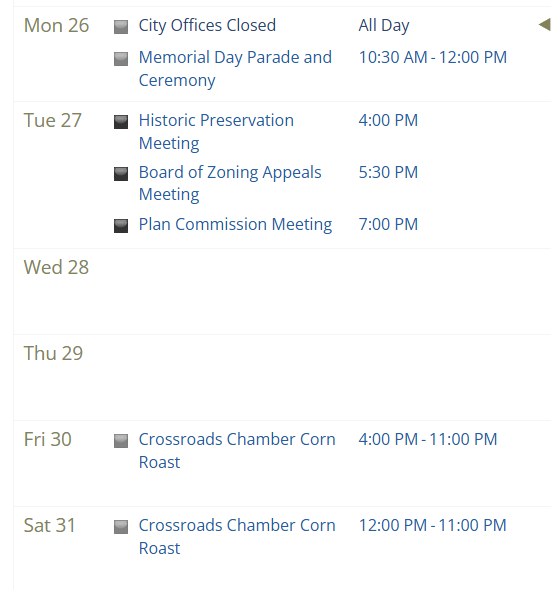 Mon 26
City Offices Closed
All Day
Memorial Day Parade and
Ceremony
10:30 AM - 12:00 PM
Tue 27
Historic Preservation
Meeting
4:00 PM
Board of Zoning Appeals
Meeting
5:30 PM
Plan Commission Meeting
7:00 PM
Wed 28
Thu 29
Fri 30
Crossroads Chamber Corn
Roast
4:00 PM - 11:00 PM
Sat 31
Crossroads Chamber Corn
Roast
12:00 PM - 11:00 PM